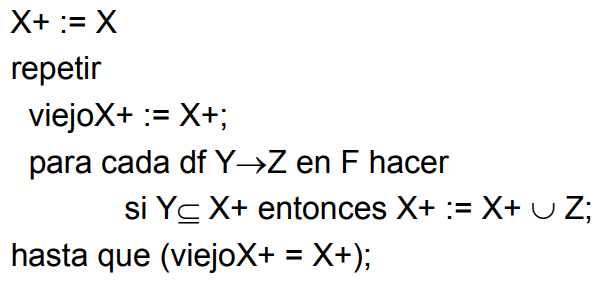 X+ := X
repetir
viejoX+ := X+;
para cada df Y→Z en F hacer
si Y⊆ X+ entonces X+ := X+ ∪ Z;
hasta que (viejoX+ = X+);